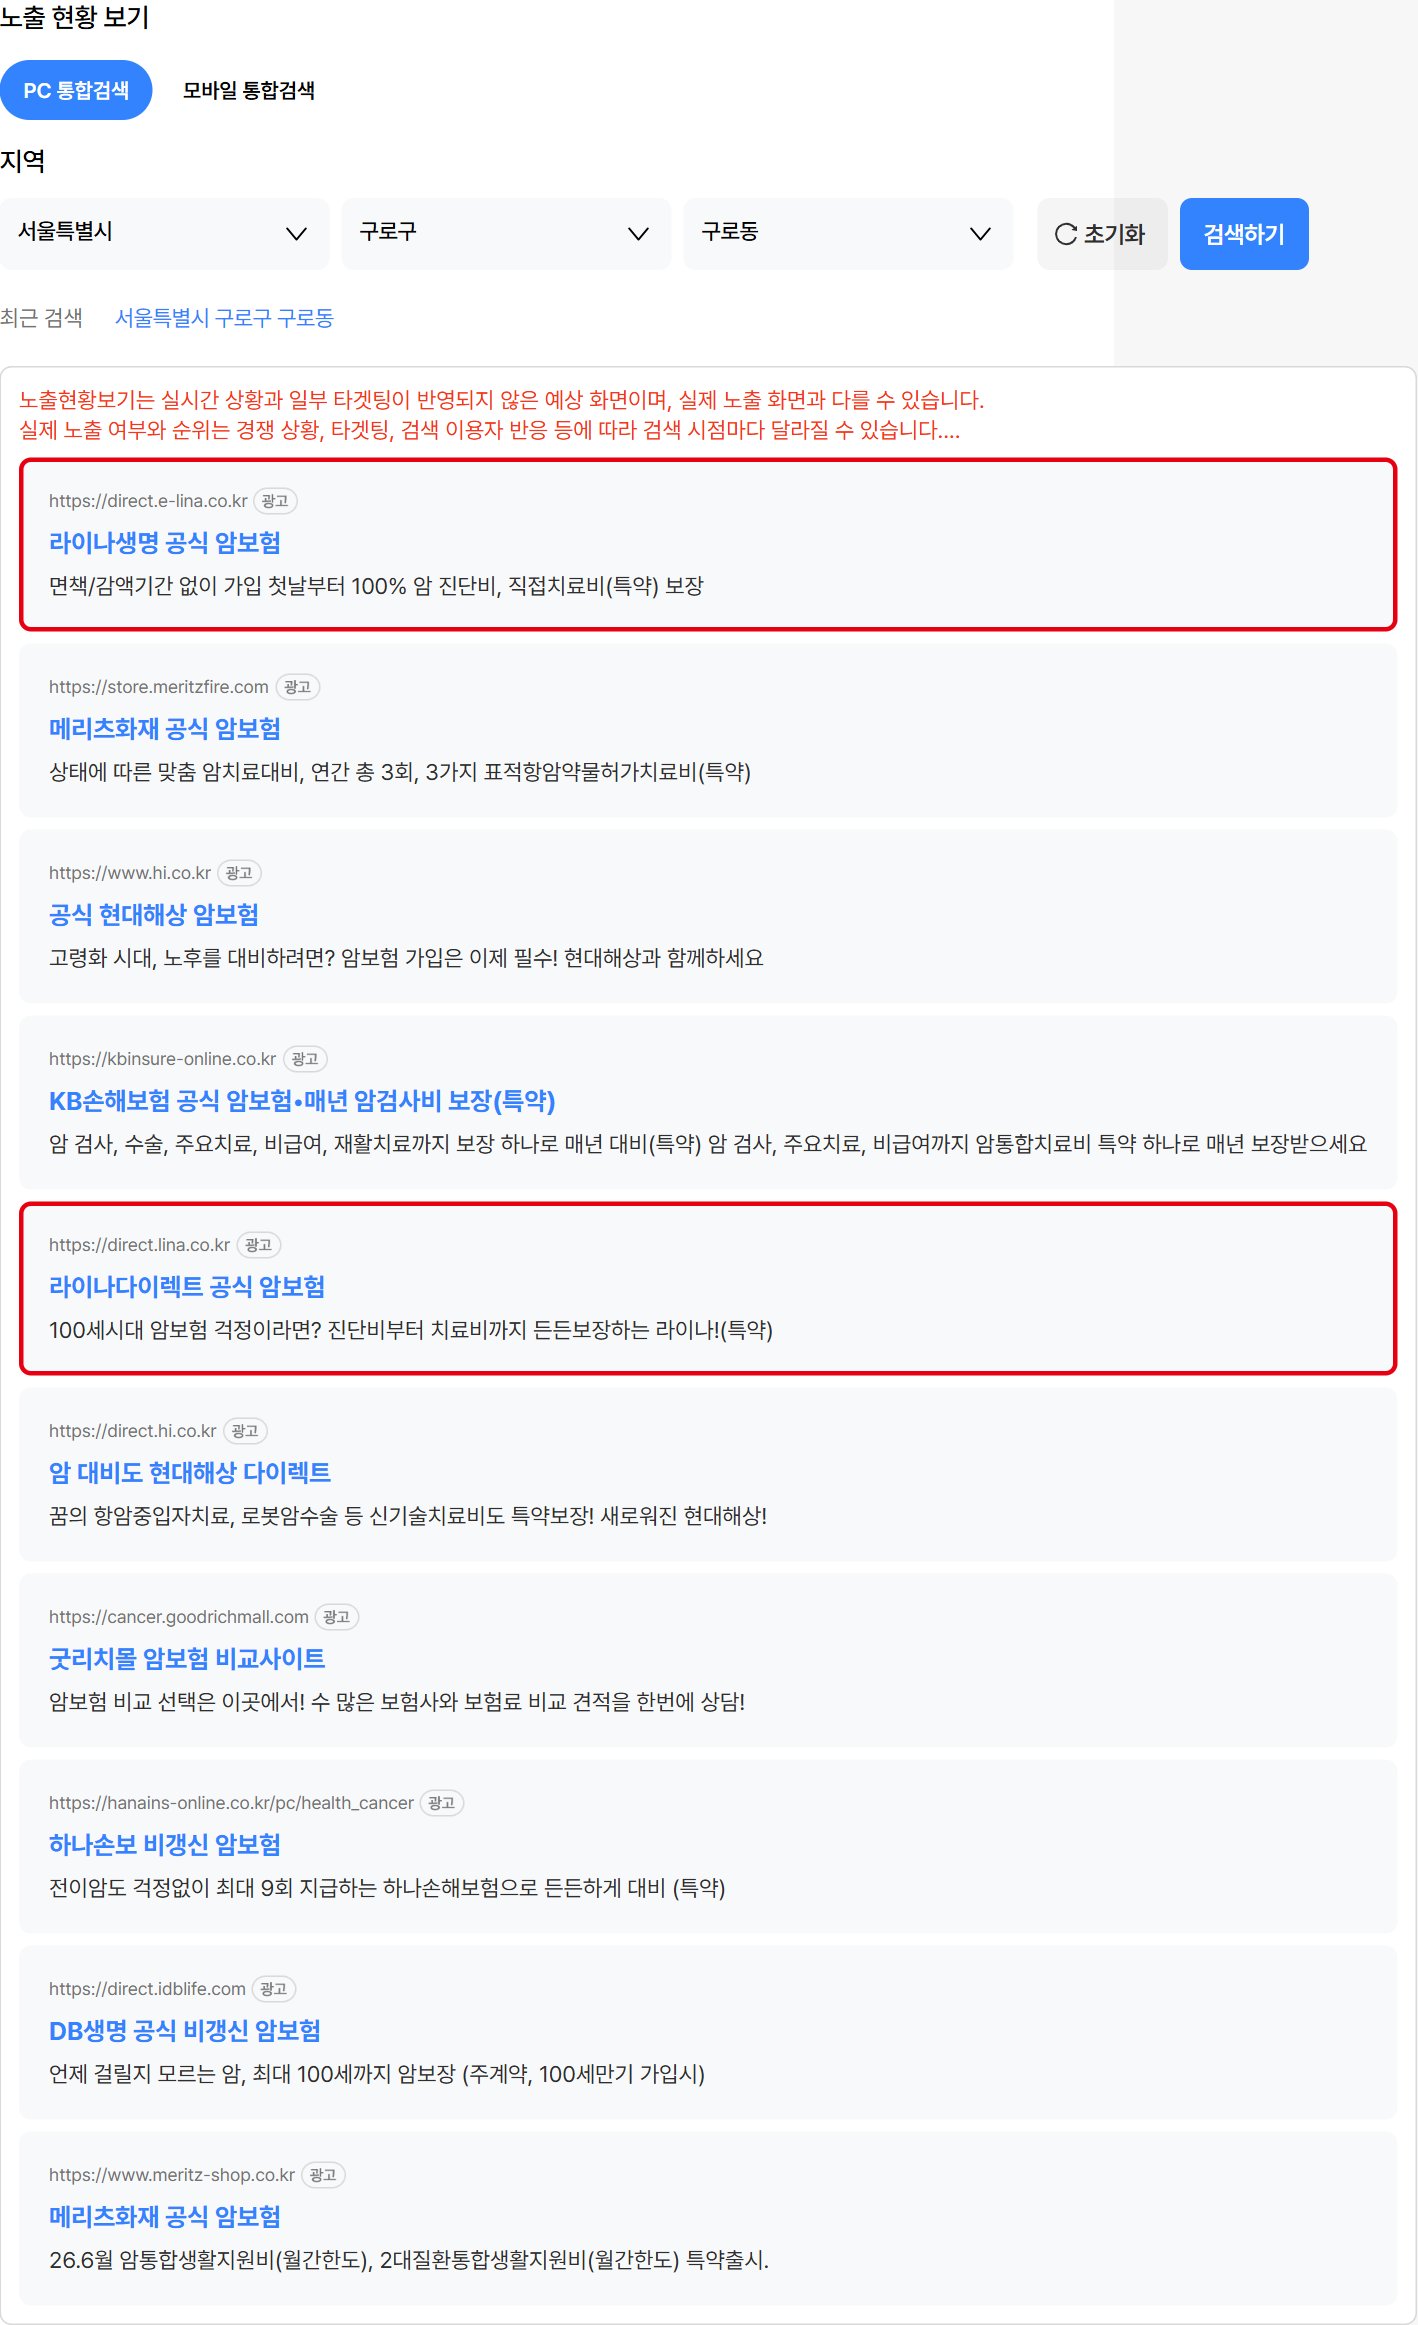 노출 현황 보기
PC 통합검색 모바일 통합검색
지역
서울특별시 구로구 구로동 초기화 검색하기
최근 검색 서울특별시 구로구 구로동
노출현황보기는 실시간 상황과 일부 타겟팅이 반영되지 않은 예상 화면이며, 실제 노출 화면과 다를 수 있습니다.
실제 노출 여부와 순위는 경쟁 상황, 타겟팅, 검색 이용자 반응 등에 따라 검색 시점마다 달라질 수 있습니다....
https://direct.e-lina.co.kr 광고
라이나생명 공식 암보험
면책/감액기간 없이 가입 첫날부터 100% 암 진단비, 직접치료비(특약) 보장
https://store.meritzfire.com 광고
메리츠화재 공식 암보험
상태에 따른 맞춤 암치료대비, 연간 총 3회, 3가지 표적항암약물허가치료비(특약)
https://www.hi.co.kr 광고
공식 현대해상 암보험
고령화 시대, 노후를 대비하려면? 암보험 가입은 이제 필수! 현대해상과 함께하세요
https://kbinsure-online.co.kr 광고
KB손해보험 공식 암보험•매년 암검사비 보장(특약)
암 검사, 수술, 주요치료, 비급여, 재활치료까지 보장 하나로 매년 대비(특약) 암 검사, 주요치료, 비급여까지 암통합치료비 특약 하나로 매년 보장받으세요
https://direct.lina.co.kr 광고
라이나다이렉트 공식 암보험
100세시대 암보험 걱정이라면? 진단비부터 치료비까지 든든보장하는 라이나!(특약)
https://direct.hi.co.kr 광고
암 대비도 현대해상 다이렉트
꿈의 항암중입자치료, 로봇암수술 등 신기술치료비도 특약보장! 새로워진 현대해상!
https://cancer.goodrichmall.com 광고
굿리치몰 암보험 비교사이트
암보험 비교 선택은 이곳에서! 수 많은 보험사와 보험료 비교 견적을 한번에 상담!
https://hanains-online.co.kr/pc/health_cancer 광고
하나손보 비갱신 암보험
전이암도 걱정없이 최대 9회 지급하는 하나손해보험으로 든든하게 대비 (특약)
https://direct.idblife.com 광고
DB생명 공식 비갱신 암보험
언제 걸릴지 모르는 암, 최대 100세까지 암보장 (주계약, 100세만기 가입시)
https://www.meritz-shop.co.kr 광고
메리츠화재 공식 암보험
26.6월 암통합생활지원비(월간한도), 2대질환통합생활지원비(월간한도) 특약출시.